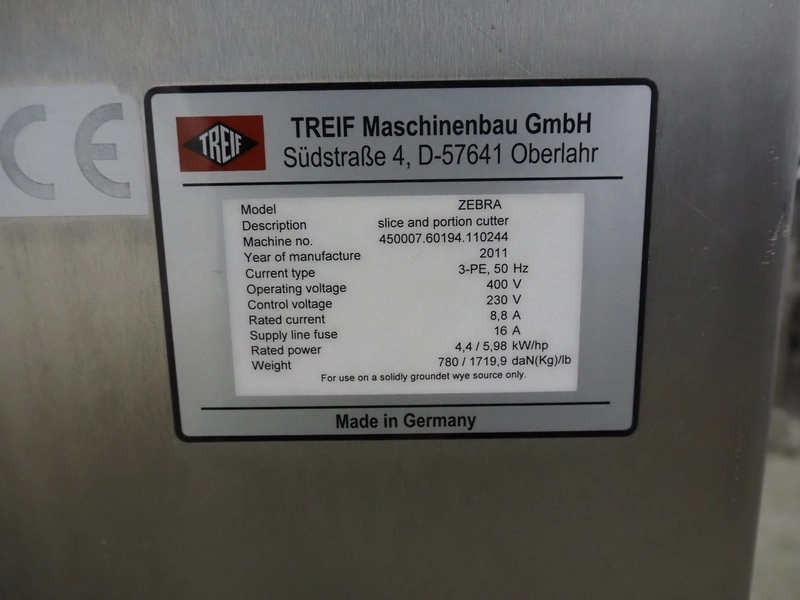 CE
TREIF
TREIF Maschinenbau GmbH
Südstraße 4, D-57641 Oberlahr
Model ZEBRA
Description slice and portion cutter
Machine no. 450007.60194.110244
Year of manufacture 2011
Current type 3-PE, 50 Hz
Operating voltage 400 V
Control voltage 230 V
Rated current 8,8 A
Supply line fuse 16 A
Rated power 4,4 / 5,98 kW/hp
Weight 780 / 1719,9 daN(Kg)/lb
For use on a solidly groundet wye source only.
Made in Germany